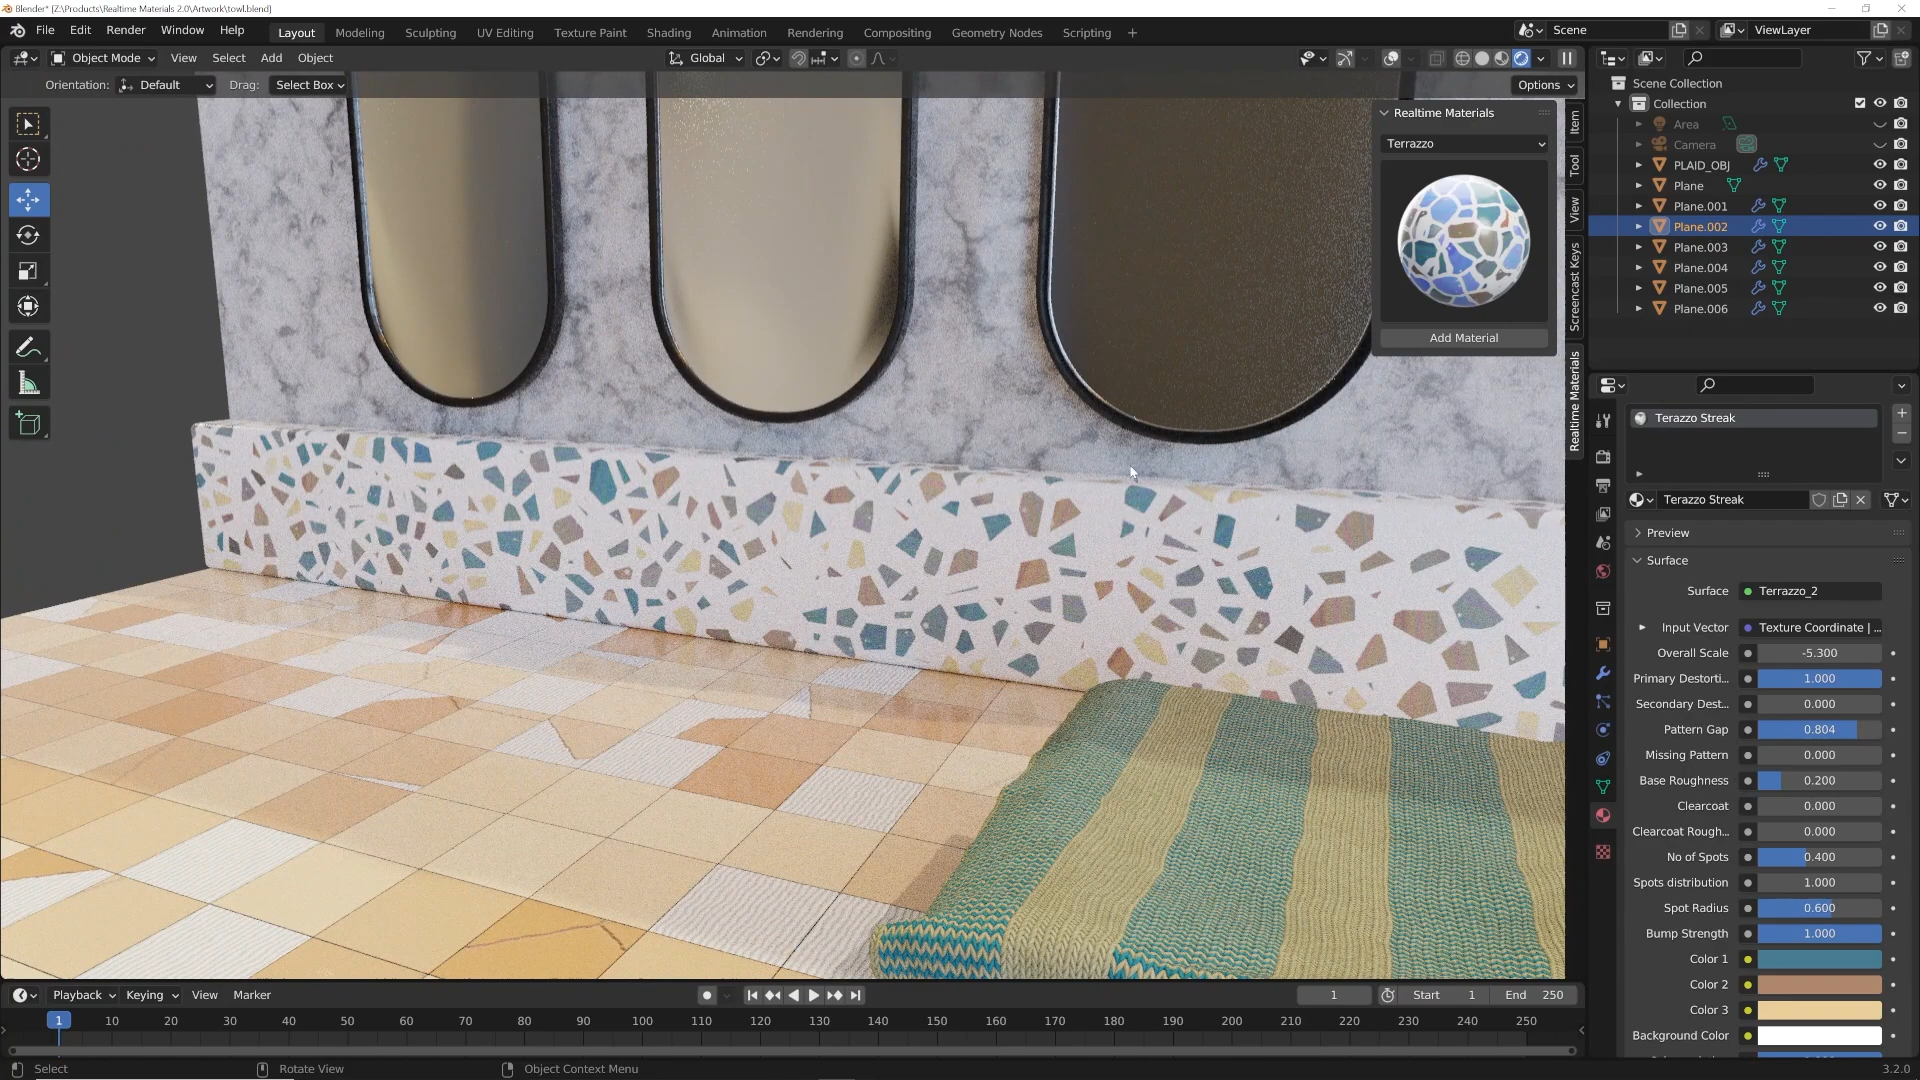 Blender* [Z:\Products\Realtime Materials 2.0\Artwork\towl.blend]
File Edit Render Window Help
Layout Modeling Sculpting UV Editing Texture Paint Shading Animation Rendering Compositing Geometry Nodes Scripting +
Scene
ViewLayer
Object Mode View Select Add Object
Global
Orientation: Default Drag: Select Box
Options
Realtime Materials
Terrazzo
Add Material
Item
Tool
View
Screencast Keys
Realtime Materials
Scene Collection
Collection
Area
Camera
PLAID_OBJ
Plane
Plane.001
Plane.002
Plane.003
Plane.004
Plane.005
Plane.006
Terazzo Streak
Terazzo Streak
Preview
Surface
Surface Terrazzo_2
Input Vector Texture Coordinate | ...
Overall Scale -5.300
Primary Destorti... 1.000
Secondary Dest... 0.000
Pattern Gap 0.804
Missing Pattern 0.000
Base Roughness 0.200
Clearcoat 0.000
Clearcoat Rough... 0.000
No of Spots 0.400
Spots distribution 1.000
Spot Radius 0.600
Bump Strength 1.000
Color 1
Color 2
Color 3
Background Color
Playback Keying View Marker
1 Start 1 End 250
1 10 20 30 40 50 60 70 80 90 100 110 120 130 140 150 160 170 180 190 200 210 220 230 240 250
Select Rotate View Object Context Menu
3.2.0